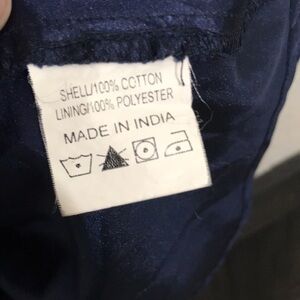 SHELL/100% COTTON
LINING/100% POLYESTER
MADE IN INDIA